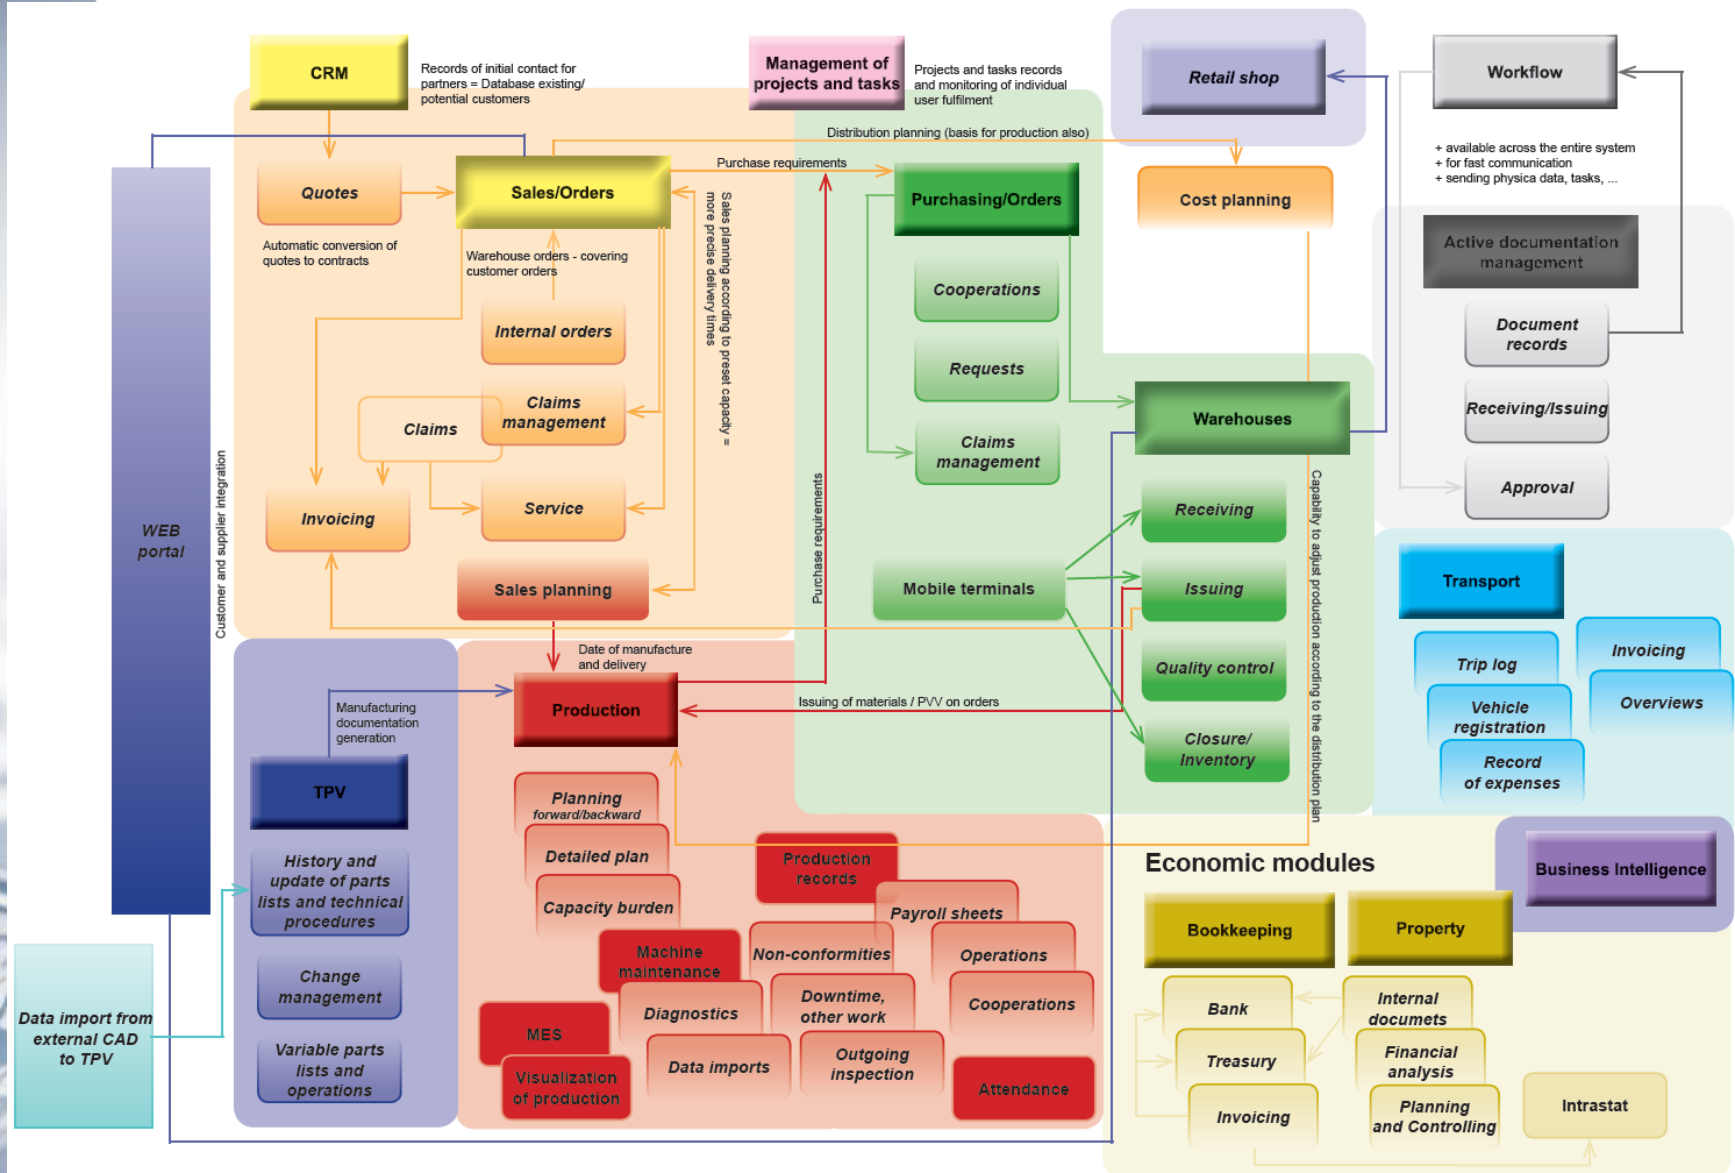 CRM
Records of initial contact for
partners = Database existing/
potential customers
Management of
projects and tasks
Projects and tasks records
and monitoring of individual
user fulfilment
Retail shop
Workflow
+ available across the entire system
+ for fast communication
+ sending physica data, tasks, ...
Distribution planning (basis for production also)
Purchase requirements
Quotes
Sales/Orders
Automatic conversion of
quotes to contracts
Warehouse orders - covering
customer orders
Sales planning according to preset capacity =
more precise delivery times
Purchasing/Orders
Cost planning
Active documentation
management
Internal orders
Claims
management
Claims
Invoicing
Service
Sales planning
Cooperations
Requests
Claims
management
Warehouses
Document
records
Receiving/Issuing
Approval
WEB
portal
Customer and supplier integration
Purchase requirements
Mobile terminals
Receiving
Issuing
Quality control
Closure/
Inventory
Capability to adjust production according to the distribution plan
Transport
Trip log
Vehicle
registration
Record
of expenses
Invoicing
Overviews
Date of manufacture
and delivery
Production
Issuing of materials / PVV on orders
Manufacturing
documentation
generation
TPV
History and
update of parts
lists and technical
procedures
Change
management
Variable parts
lists and
operations
Data import from
external CAD
to TPV
Planning
forward/backward
Detailed plan
Capacity burden
Production
records
Payroll sheets
Operations
Cooperations
Machine
maintenance
Non-conformities
Diagnostics
Downtime,
other work
MES
Data imports
Outgoing
inspection
Visualization
of production
Attendance
Economic modules
Business Intelligence
Bookkeeping
Property
Bank
Treasury
Invoicing
Internal
documets
Financial
analysis
Planning
and Controlling
Intrastat